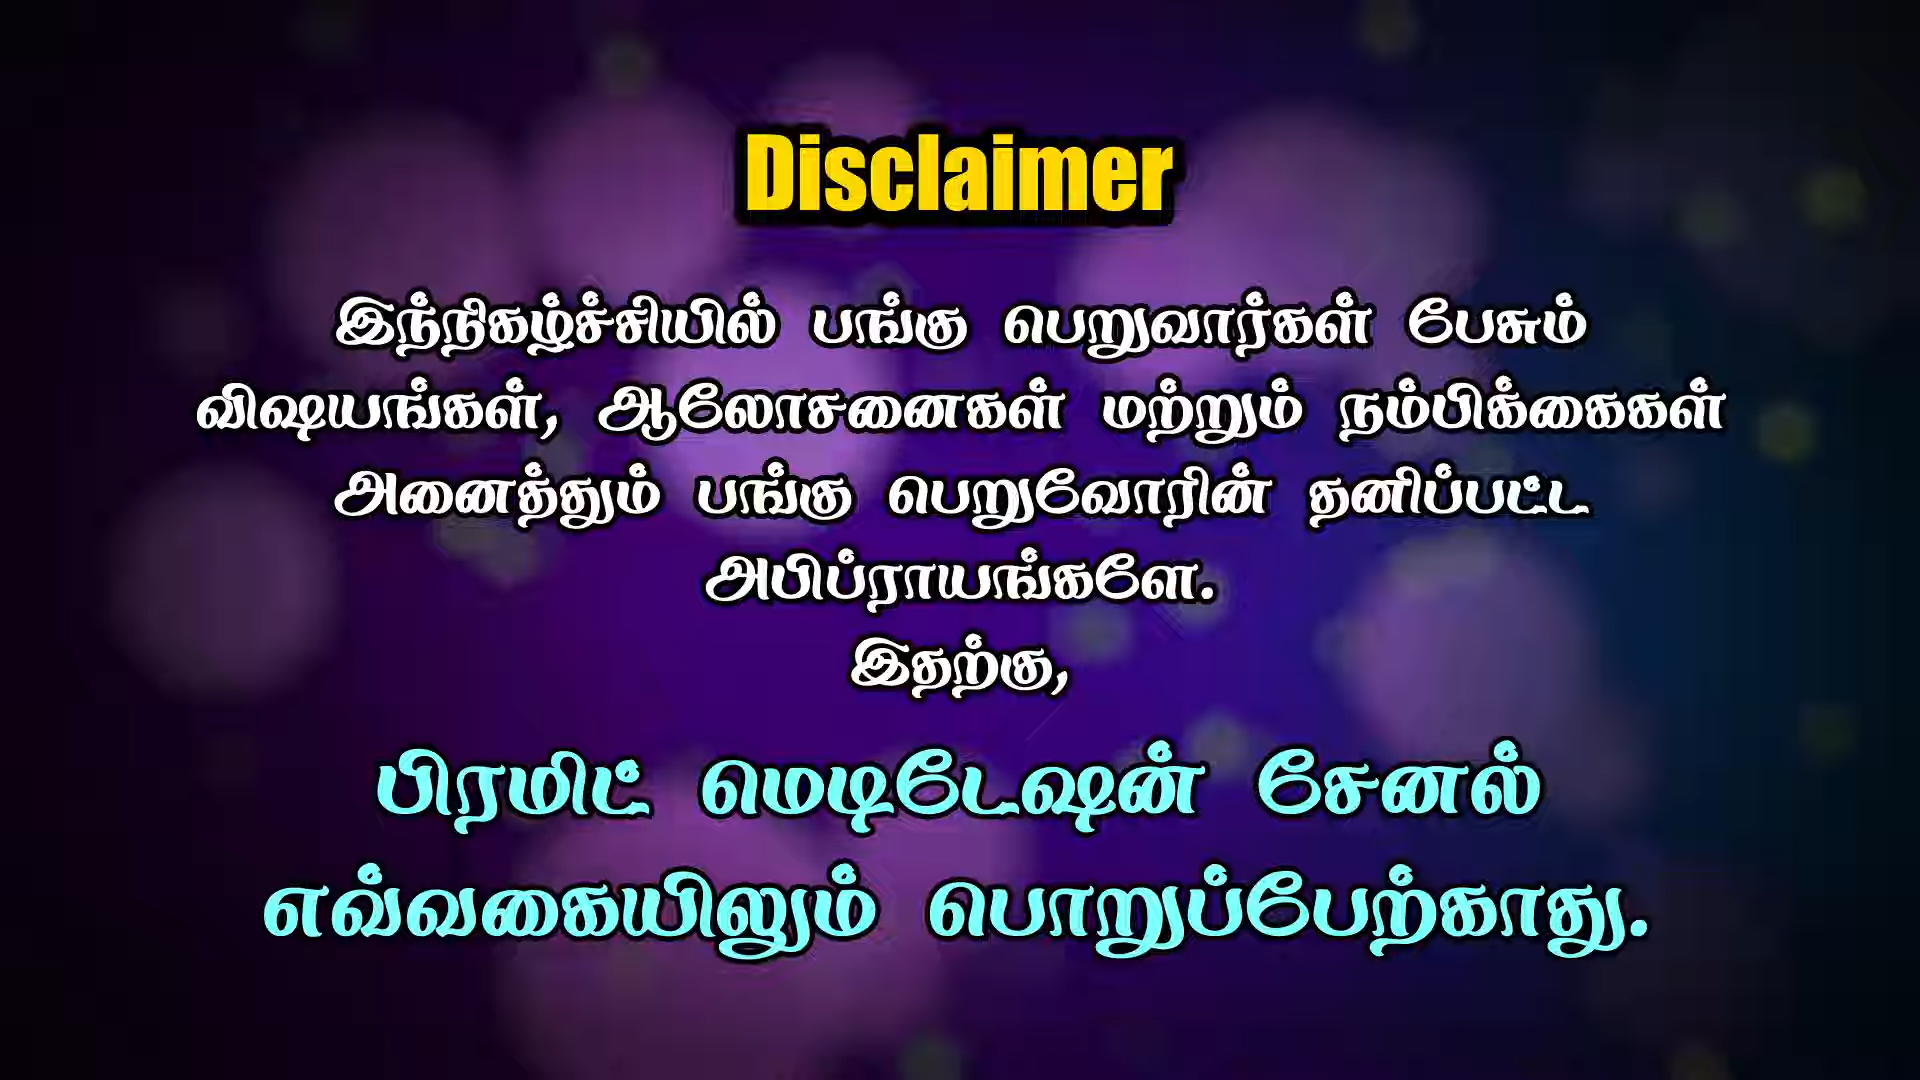 Disclaimer
இந்நிகழ்ச்சியில் பங்கு பெறுவார்கள் பேசும்
விஷயங்கள், ஆலோசனைகள் மற்றும் நம்பிக்கைகள்
அனைத்தும் பங்கு பெறுவோரின் தனிப்பட்ட
அபிப்ராயங்களே.
இதற்கு,
பிரமிட் மெடிடேஷன் சேனல்
எவ்வகையிலும் பொறுப்பேற்காது.